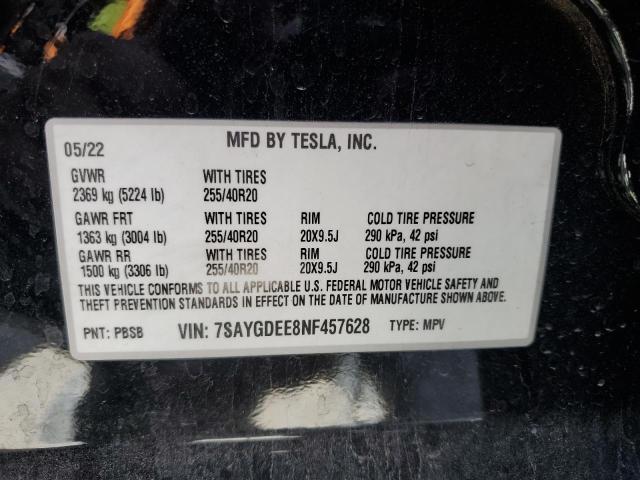 05/22 MFD BY TESLA, INC.
GVWR WITH TIRES
2369 kg (5224 lb) 255/40R20
GAWR FRT WITH TIRES RIM COLD TIRE PRESSURE
1363 kg (3004 lb) 255/40R20 20X9.5J 290 kPa, 42 psi
GAWR RR WITH TIRES RIM COLD TIRE PRESSURE
1500 kg (3306 lb) 255/40R20 20X9.5J 290 kPa, 42 psi
THIS VEHICLE CONFORMS TO ALL APPLICABLE U.S. FEDERAL MOTOR VEHICLE SAFETY AND
THEFT PREVENTION STANDARDS IN EFFECT ON THE DATE OF MANUFACTURE SHOWN ABOVE.
PNT: PBSB VIN: 7SAYGDEE8NF457628 TYPE: MPV